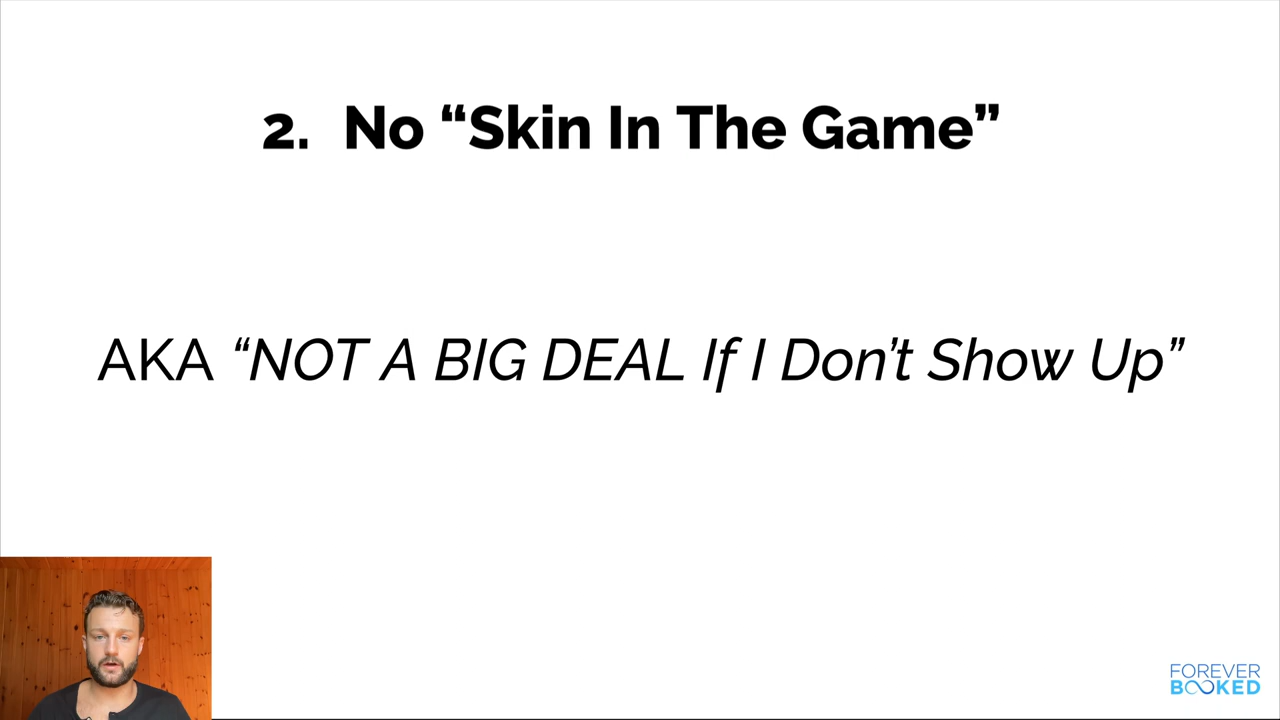 2. No “Skin In The Game”
AKA “NOT A BIG DEAL If I Don’t Show Up”
FOREVER
BOOKED